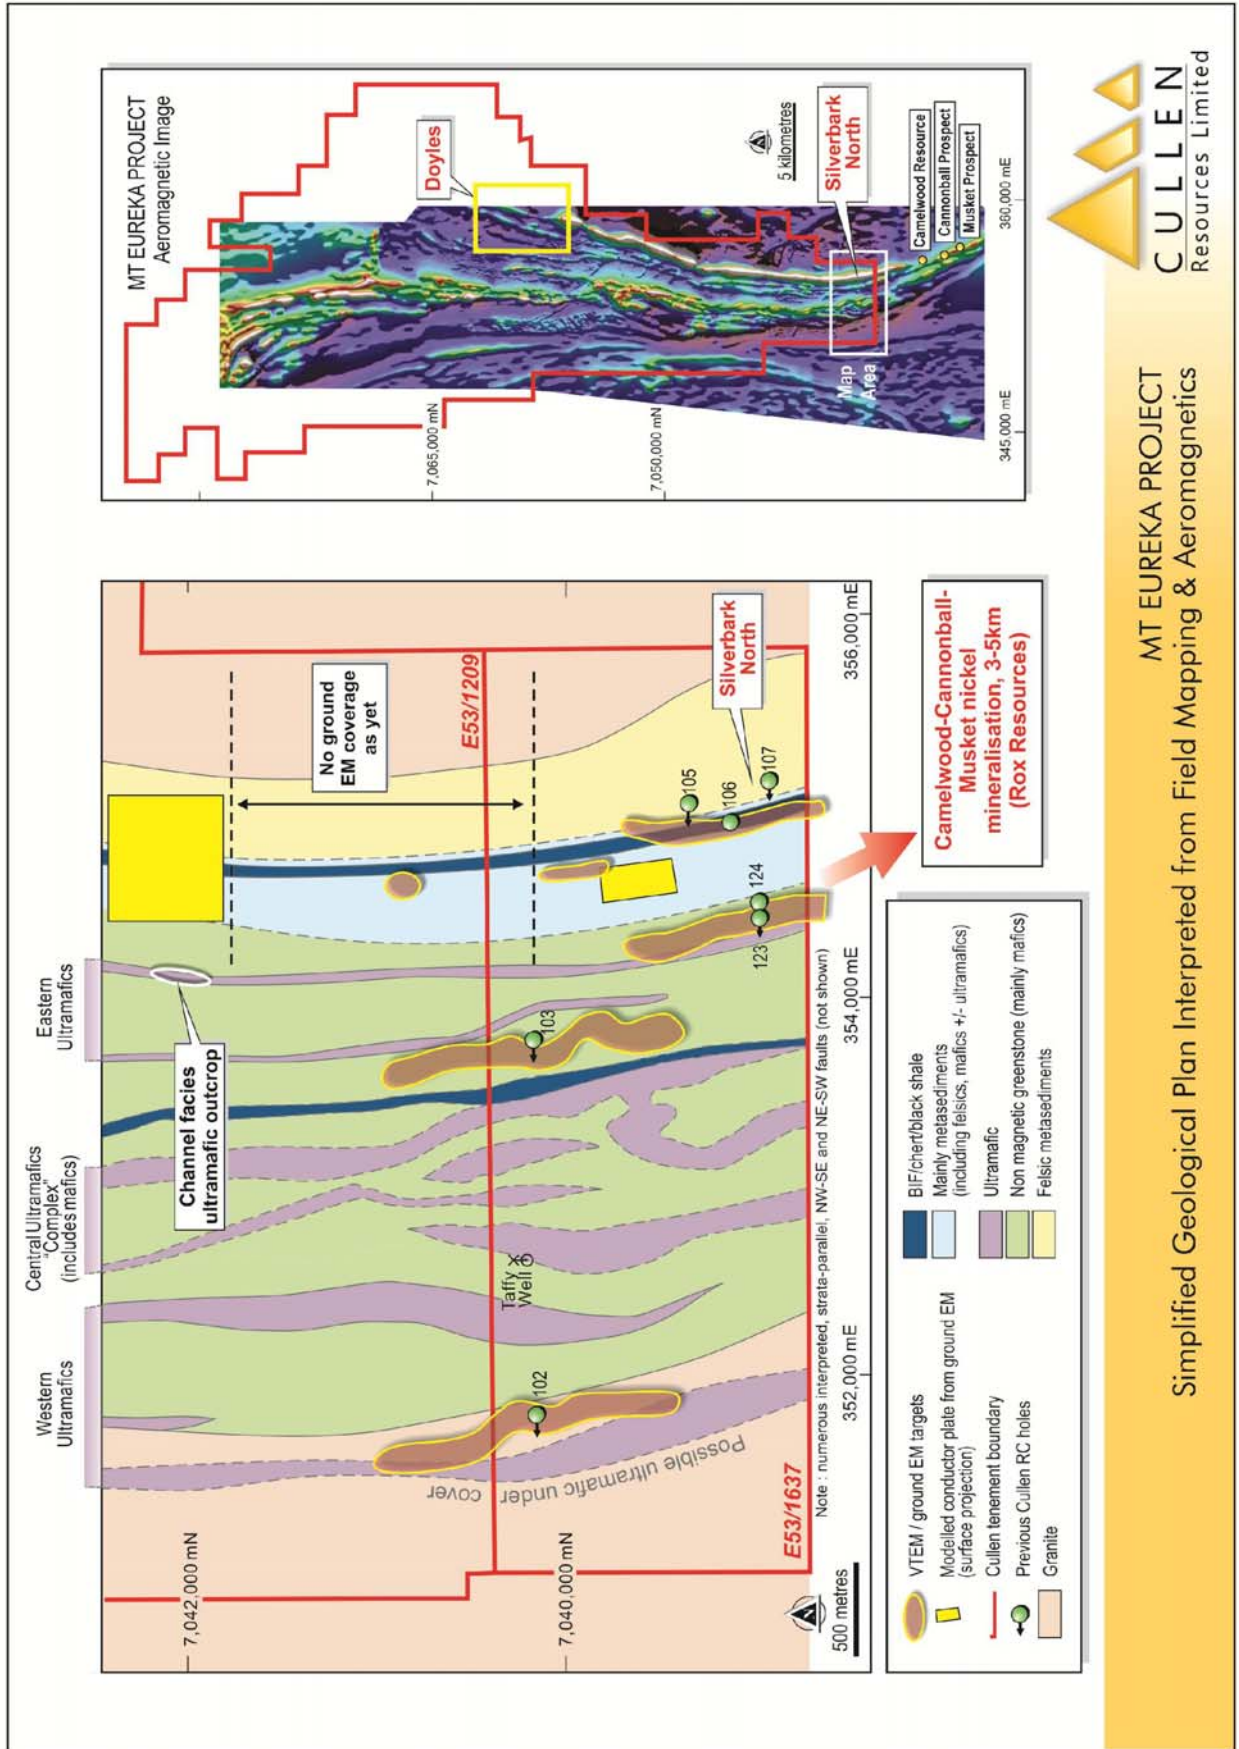 Western
Ultramafics
Central Ultramafics
"Complex"
(includes mafics)
Eastern
Ultramafics
7,042,000 mN
7,040,000 mN
Channel facies
ultramafic outcrop
No ground
EM coverage
as yet
E53/1209
E53/1637
Silverbark
North
Taffy
Well
102
103
123
124
105
106
107
Possible ultramafic under cover
500 metres
Note : numerous interpreted, strata-parallel, NW-SE and NE-SW faults (not shown)
352,000 mE
354,000 mE
356,000 mE
VTEM / ground EM targets
Modelled conductor plate from ground EM
(surface projection)
Cullen tenement boundary
Previous Cullen RC holes
Granite
BIF/chert/black shale
Mainly metasediments
(including felsics, mafics +/- ultramafics)
Ultramafic
Non magnetic greenstone (mainly mafics)
Felsic metasediments
Camelwood-Cannonball-
Musket nickel
mineralisation, 3-5km
(Rox Resources)
MT EUREKA PROJECT
Aeromagnetic Image
Doyles
5 kilometres
Silverbark
North
7,065,000 mN
7,050,000 mN
Map
Area
Camelwood Resource
Cannonball Prospect
Musket Prospect
345,000 mE
360,000 mE
MT EUREKA PROJECT
Simplified Geological Plan Interpreted from Field Mapping & Aeromagnetics
CULLEN
Resources Limited